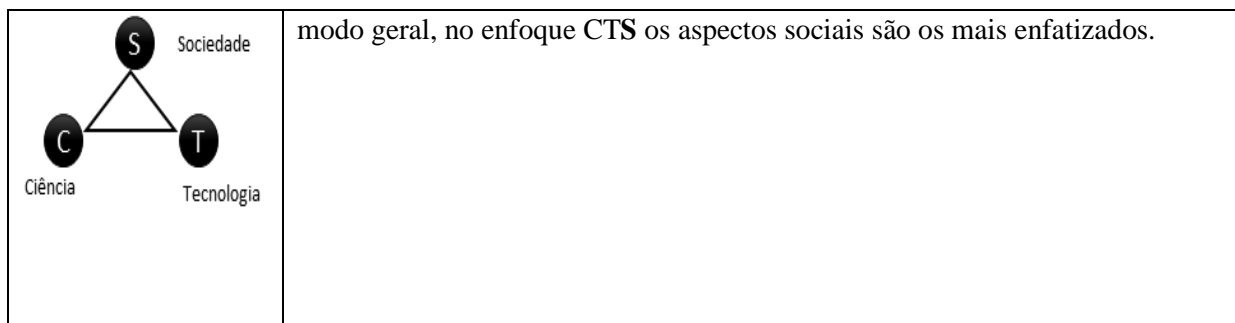 S
Sociedade
C
T
Ciência
Tecnologia
modo geral, no enfoque CTS os aspectos sociais são os mais enfatizados.